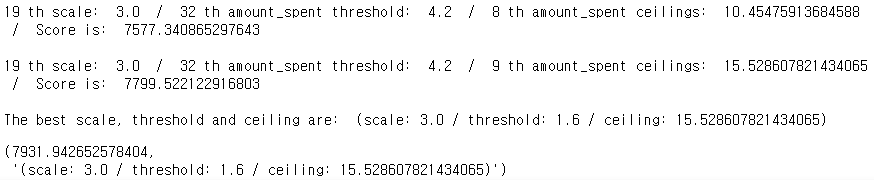 19 th scale:  3.0  /  32 th amount_spent threshold:  4.2  /  8 th amount_spent ceilings:  10.45475913684588
/  Score is:  7577.340865297643
19 th scale:  3.0  /  32 th amount_spent threshold:  4.2  /  9 th amount_spent ceilings:  15.528607821434065
/  Score is:  7799.522122916803
The best scale, threshold and ceiling are:  (scale: 3.0 / threshold: 1.6 / ceiling: 15.528607821434065)
(7931.942652578404,
'(scale: 3.0 / threshold: 1.6 / ceiling: 15.528607821434065)')